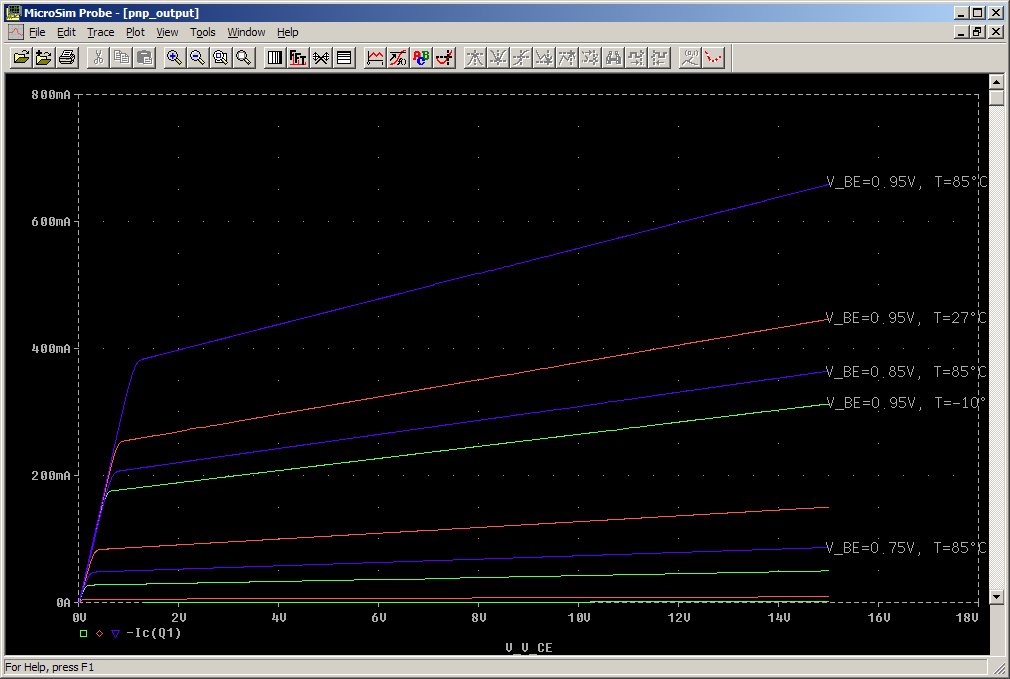 MicroSim Probe - [pnp_output]
File Edit Trace Plot View Tools Window Help
800mA
V_BE=0.95V, T=85°C
600mA
V_BE=0.95V, T=27°C
400mA
V_BE=0.85V, T=85°C
V_BE=0.95V, T=-10°
200mA
V_BE=0.75V, T=85°C
0A
0V 2V 4V 6V 8V 10V 12V 14V 16V 18V
-Ic(Q1)
V_V_CE
For Help, press F1